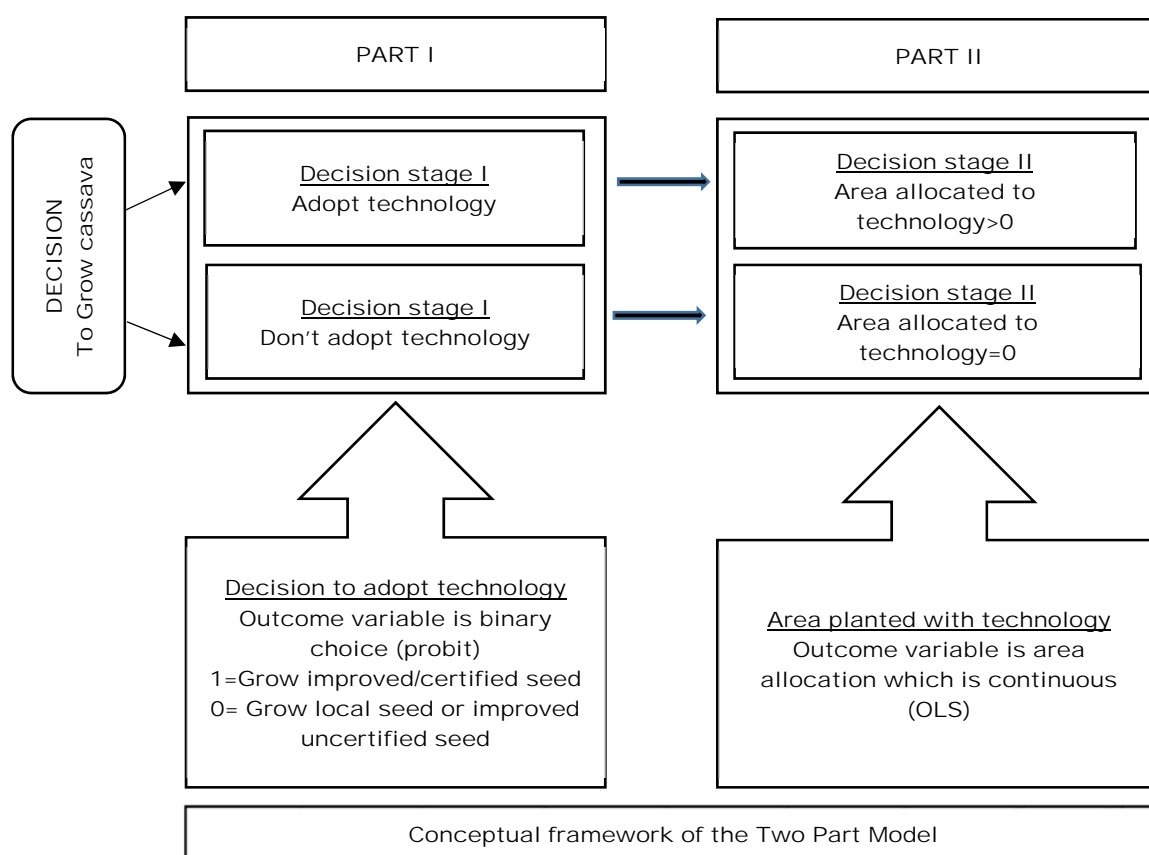 PART I
PART II
DECISION
To Grow cassava
Decision stage I
Adopt technology
Decision stage II
Area allocated to
technology>0
Decision stage I
Don't adopt technology
Decision stage II
Area allocated to
technology=0
Decision to adopt technology
Outcome variable is binary
choice (probit)
1=Grow improved/certified seed
0= Grow local seed or improved
uncertified seed
Area planted with technology
Outcome variable is area
allocation which is continuous
(OLS)
Conceptual framework of the Two Part Model